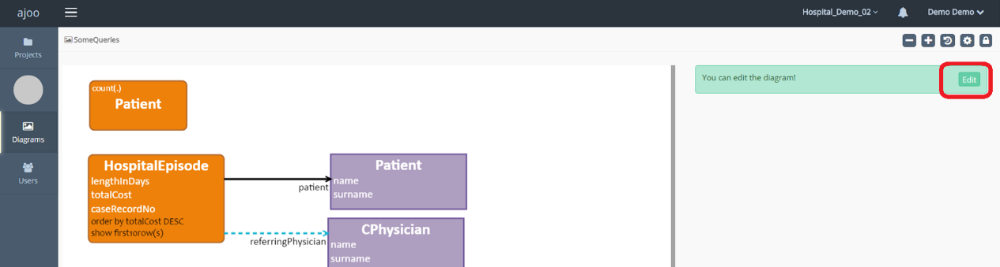 ajoo
Hospital_Demo_02
Demo Demo
Projects
Diagrams
Users
SomeQueries
You can edit the diagram!
Edit
count(.)
Patient
HospitalEpisode
lengthInDays
totalCost
caseRecordNo
order by totalCost DESC
show first10row(s)
patient
Patient
name
surname
referringPhysician
CPhysician
name
surname